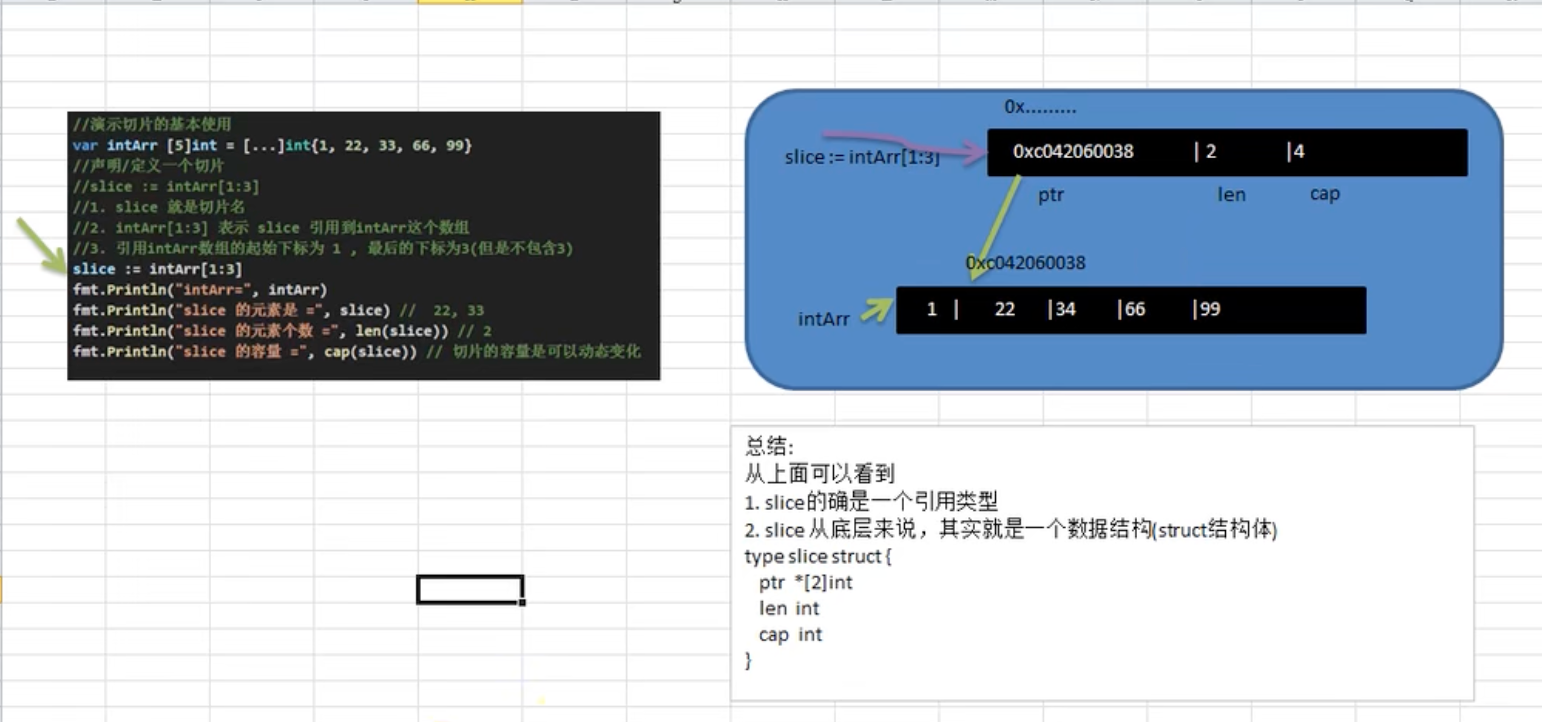 //演示切片的基本使用
var intArr [5]int = [...]int{1, 22, 33, 66, 99}
//声明/定义一个切片
//slice := intArr[1:3]
//1. slice 就是切片名
//2. intArr[1:3] 表示 slice 引用到intArr这个数组
//3. 引用intArr数组的起始下标为 1 , 最后的下标为3(但是不包含3)
slice := intArr[1:3]
fmt.Println("intArr=", intArr)
fmt.Println("slice 的元素是 =", slice) //  22, 33
fmt.Println("slice 的元素个数 =", len(slice)) // 2
fmt.Println("slice 的容量 =", cap(slice)) // 切片的容量是可以动态变化
0x.........
slice := intArr[1:3]
0xc042060038 | 2 |4
ptr len cap
0xc042060038
intArr
1 | 22 |34 |66 |99
总结:
从上面可以看到
1. slice的确是一个引用类型
2. slice 从底层来说，其实就是一个数据结构(struct结构体)
type slice struct {
ptr *[2]int
len int
cap int
}